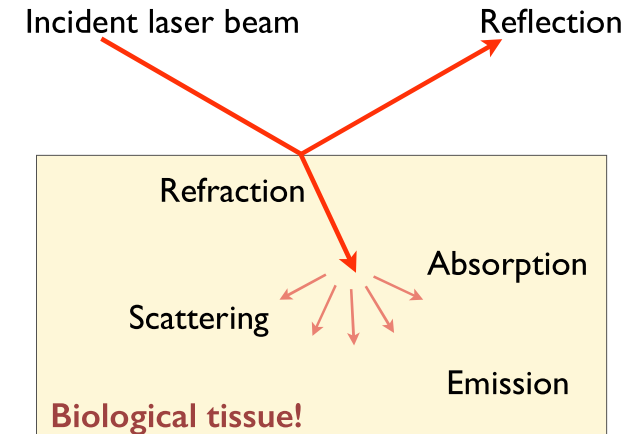 Incident laser beam
Reflection
Refraction
Absorption
Scattering
Emission
Biological tissue!